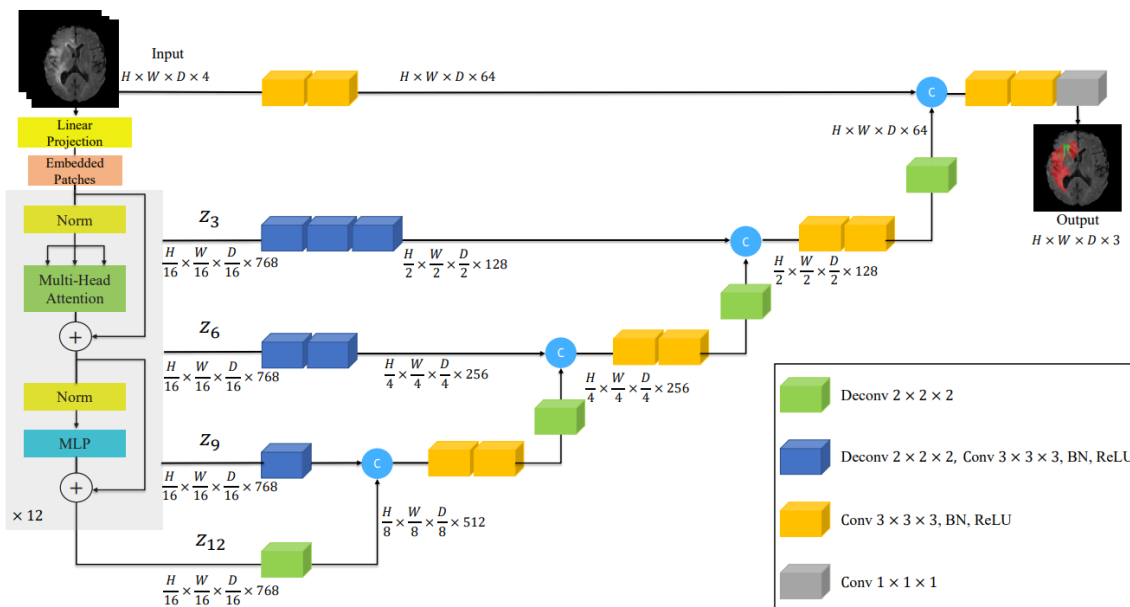 Input
H × W × D × 4
H × W × D × 64
C
Linear
Projection
H × W × D × 64
Embedded
Patches
Norm
z₃
H/16 × W/16 × D/16 × 768
H/2 × W/2 × D/2 × 128
C
H/2 × W/2 × D/2 × 128
Output
H × W × D × 3
Multi-Head
Attention
+
z₆
H/16 × W/16 × D/16 × 768
H/4 × W/4 × D/4 × 256
C
H/4 × W/4 × D/4 × 256
Norm
MLP
+
× 12
z₉
H/16 × W/16 × D/16 × 768
C
H/8 × W/8 × D/8 × 512
z₁₂
H/16 × W/16 × D/16 × 768
Deconv 2 × 2 × 2
Deconv 2 × 2 × 2, Conv 3 × 3 × 3, BN, ReLU
Conv 3 × 3 × 3, BN, ReLU
Conv 1 × 1 × 1